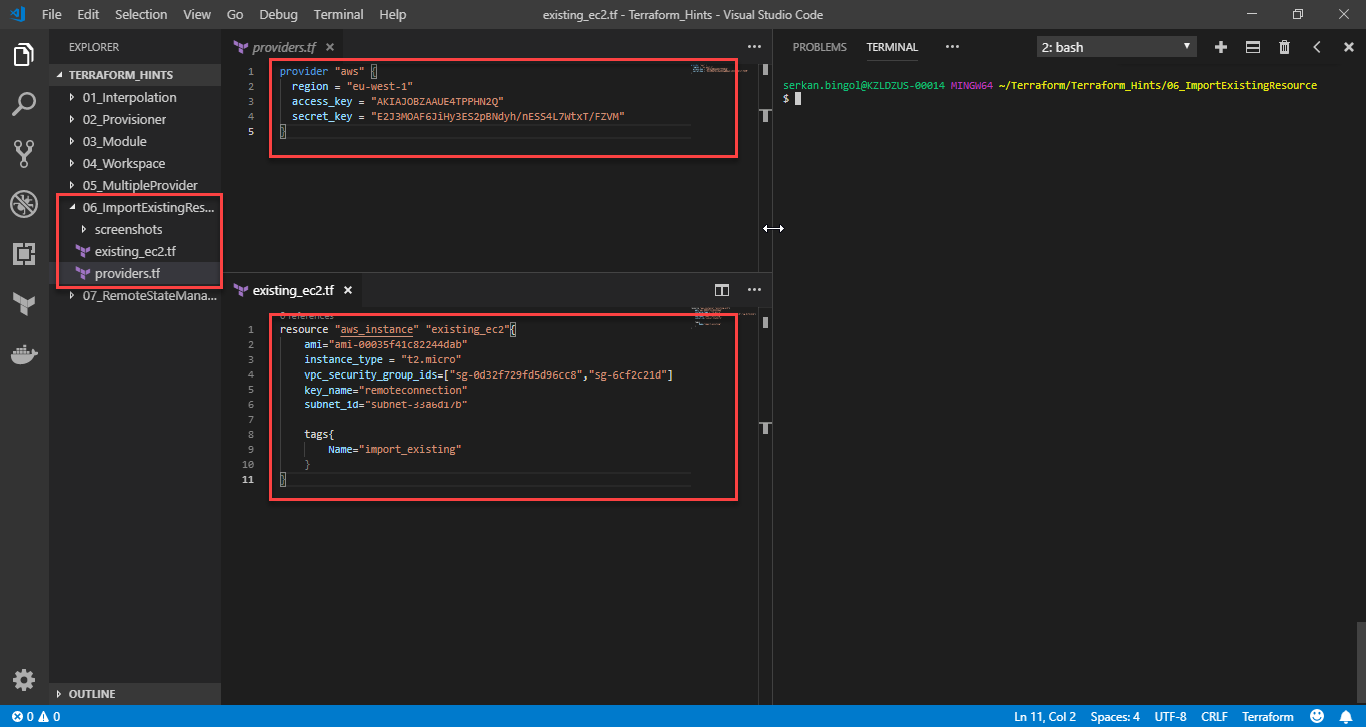 File Edit Selection View Go Debug Terminal Help
existing_ec2.tf - Terraform_Hints - Visual Studio Code
EXPLORER
TERRAFORM_HINTS
01_Interpolation
02_Provisioner
03_Module
04_Workspace
05_MultipleProvider
06_ImportExistingRes...
screenshots
existing_ec2.tf
providers.tf
07_RemoteStateMana...
OUTLINE
providers.tf
1 provider "aws" {
2 region = "eu-west-1"
3 access_key = "AKIAJOBZAAUE4TPPHN2Q"
4 secret_key = "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"
5 }
existing_ec2.tf
0 references
1 resource "aws_instance" "existing_ec2"{
2 ami="ami-00035f41c82244dab"
3 instance_type = "t2.micro"
4 vpc_security_group_ids=["sg-0d32f729fd5d96cc8","sg-6cf2c21d"]
5 key_name="remoteconnection"
6 subnet_id="subnet-33a6d17b"
7
8 tags{
9 Name="import_existing"
10 }
11 }
PROBLEMS TERMINAL
2: bash
serkan.bingol@KZLDZUS-00014 MINGW64 ~/Terraform/Terraform_Hints/06_ImportExistingResource
$
0 0
Ln 11, Col 2 Spaces: 4 UTF-8 CRLF Terraform